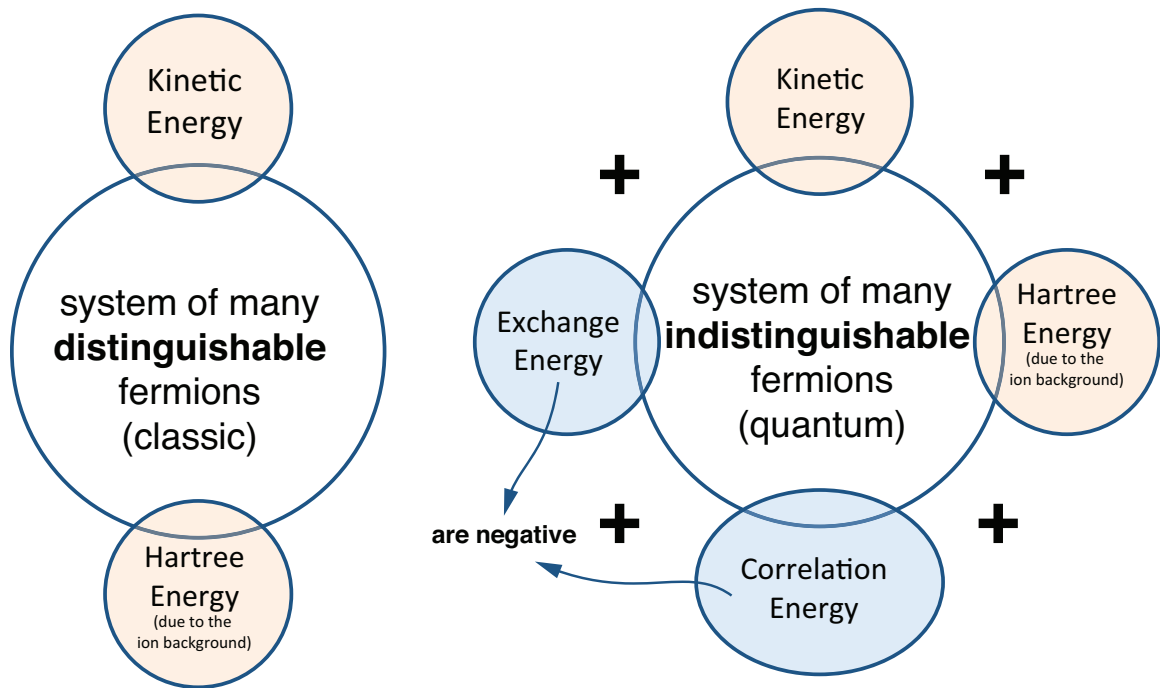 Kinetic
Energy
system of many
distinguishable
fermions
(classic)
Hartree
Energy
(due to the
ion background)
Kinetic
Energy
+
+
Exchange
Energy
system of many
indistinguishable
fermions
(quantum)
Hartree
Energy
(due to the
ion background)
are negative
+
+
Correlation
Energy